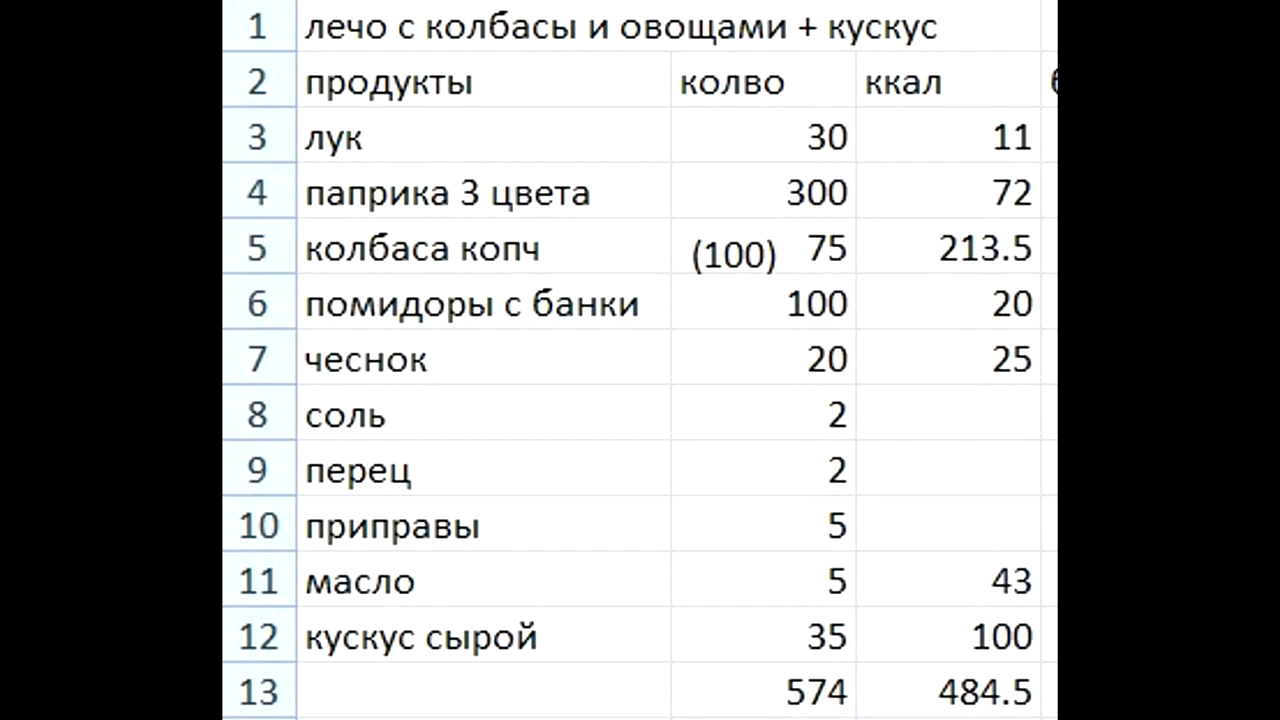 1 лечо с колбасы и овощами + кускус
2 продукты колво ккал
3 лук 30 11
4 паприка 3 цвета 300 72
5 колбаса копч (100) 75 213.5
6 помидоры с банки 100 20
7 чеснок 20 25
8 соль 2
9 перец 2
10 приправы 5
11 масло 5 43
12 кускус сырой 35 100
13 574 484.5